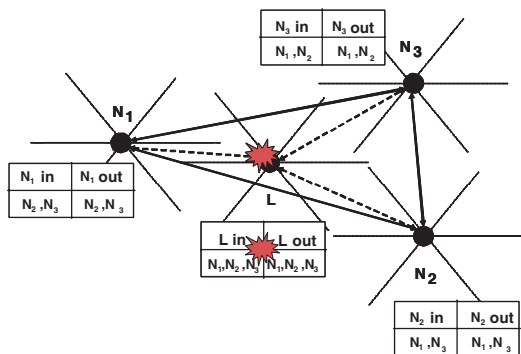 N3 in N3 out
N1,N2 N1,N2
N3
N1
N1 in N1 out
N2,N3 N2,N3
L
L in L out
N1,N2,N3 N1,N2,N3
N2
N2 in N2 out
N1,N3 N1,N3